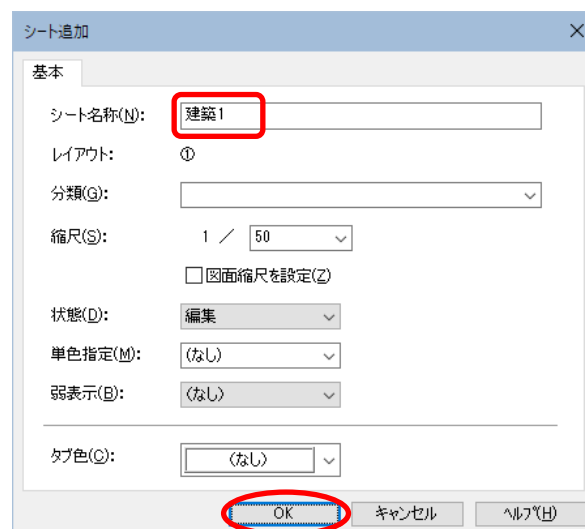 シート追加
基本
シート名称(N): 建築1
レイアウト: ①
分類(G):
縮尺(S): 1 ／ 50
図面縮尺を設定(Z)
状態(D): 編集
単色指定(M): (なし)
弱表示(B): (なし)
タブ色(C): (なし)
OK キャンセル ヘルプ(H)